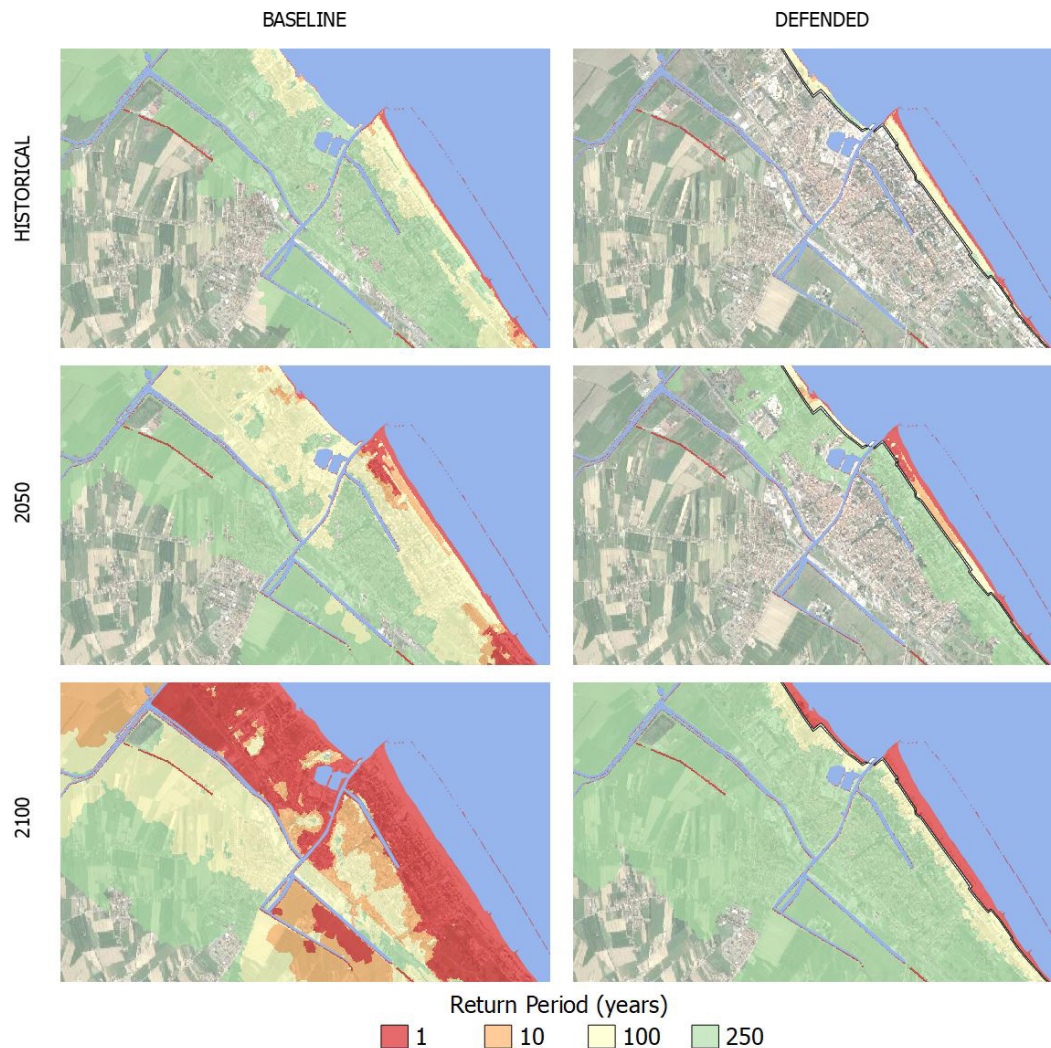 BASELINE
DEFENDED
HISTORICAL
2050
2100
Return Period (years)
1 10 100 250